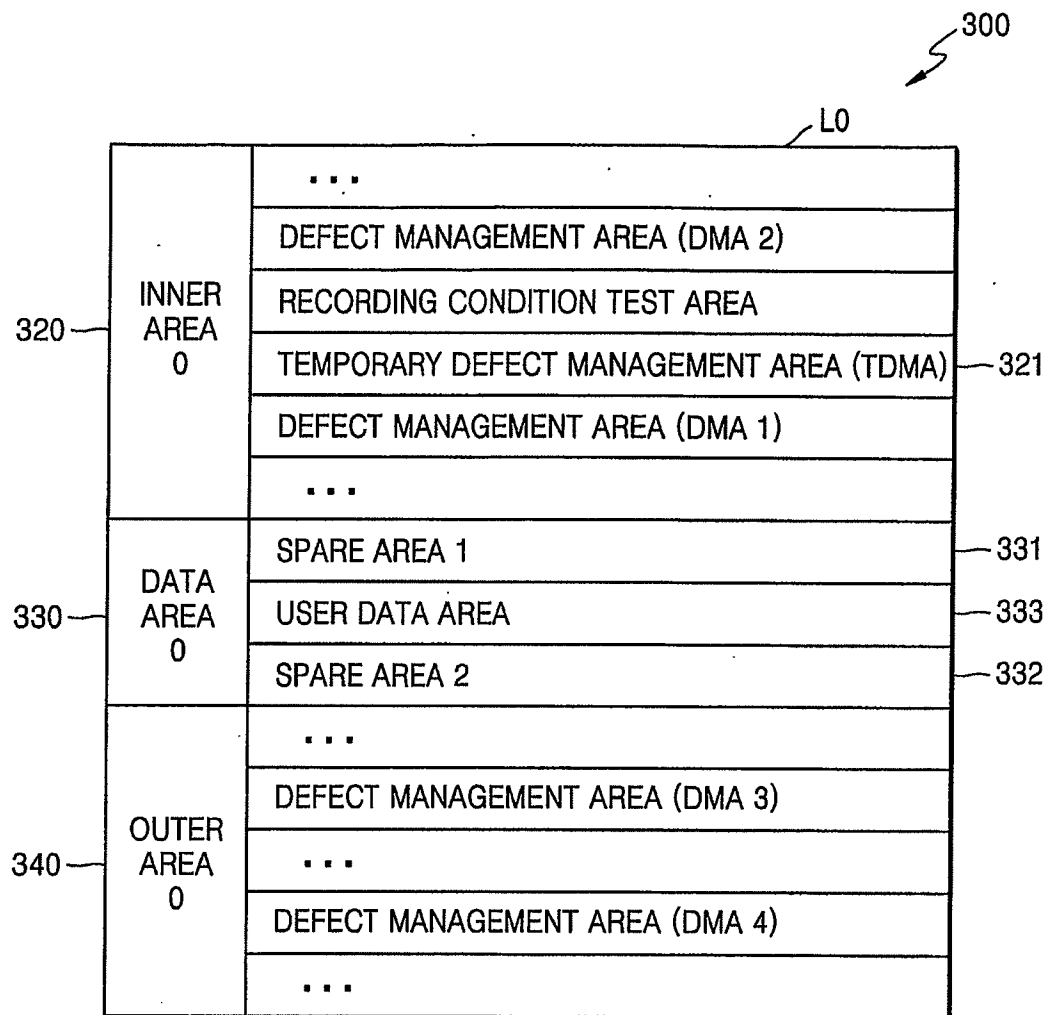 300
L0
INNER AREA 0
320
...
DEFECT MANAGEMENT AREA (DMA 2)
RECORDING CONDITION TEST AREA
TEMPORARY DEFECT MANAGEMENT AREA (TDMA)
321
DEFECT MANAGEMENT AREA (DMA 1)
...
DATA AREA 0
330
SPARE AREA 1
331
USER DATA AREA
333
SPARE AREA 2
332
OUTER AREA 0
340
...
DEFECT MANAGEMENT AREA (DMA 3)
...
DEFECT MANAGEMENT AREA (DMA 4)
...